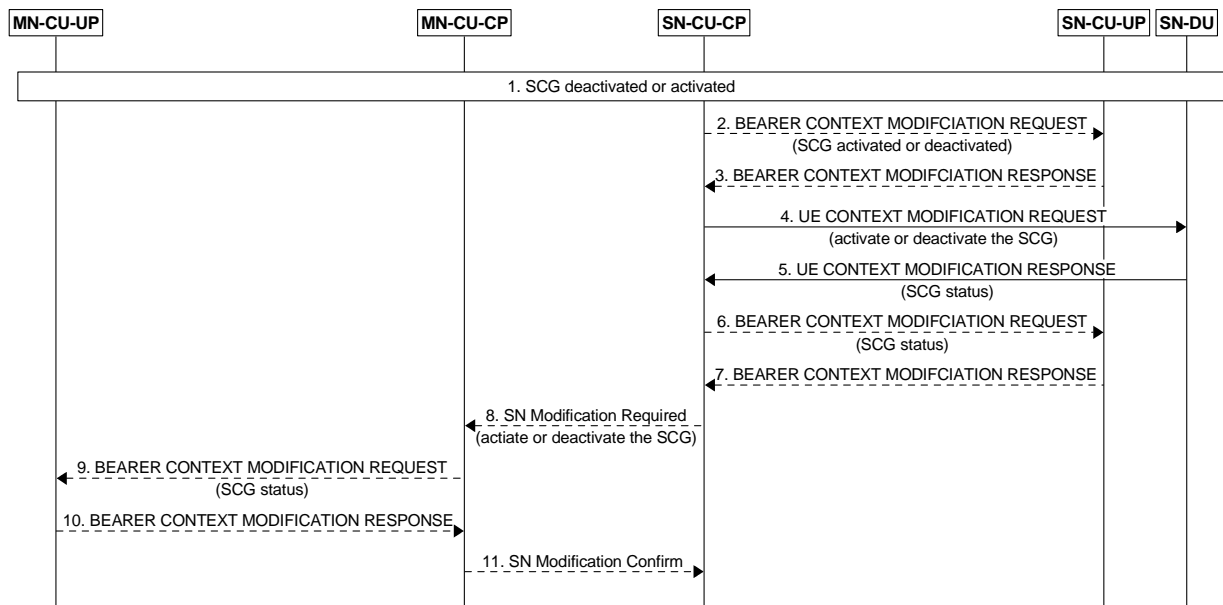 MN-CU-UP MN-CU-CP SN-CU-CP SN-CU-UP SN-DU
1. SCG deactivated or activated
2. BEARER CONTEXT MODIFCIATION REQUEST
(SCG activated or deactivated)
3. BEARER CONTEXT MODIFCIATION RESPONSE
4. UE CONTEXT MODIFICATION REQUEST
(activate or deactivate the SCG)
5. UE CONTEXT MODIFICATION RESPONSE
(SCG status)
6. BEARER CONTEXT MODIFCIATION REQUEST
(SCG status)
7. BEARER CONTEXT MODIFCIATION RESPONSE
8. SN Modification Required
(actiate or deactivate the SCG)
9. BEARER CONTEXT MODIFICATION REQUEST
(SCG status)
10. BEARER CONTEXT MODIFICATION RESPONSE
11. SN Modification Confirm